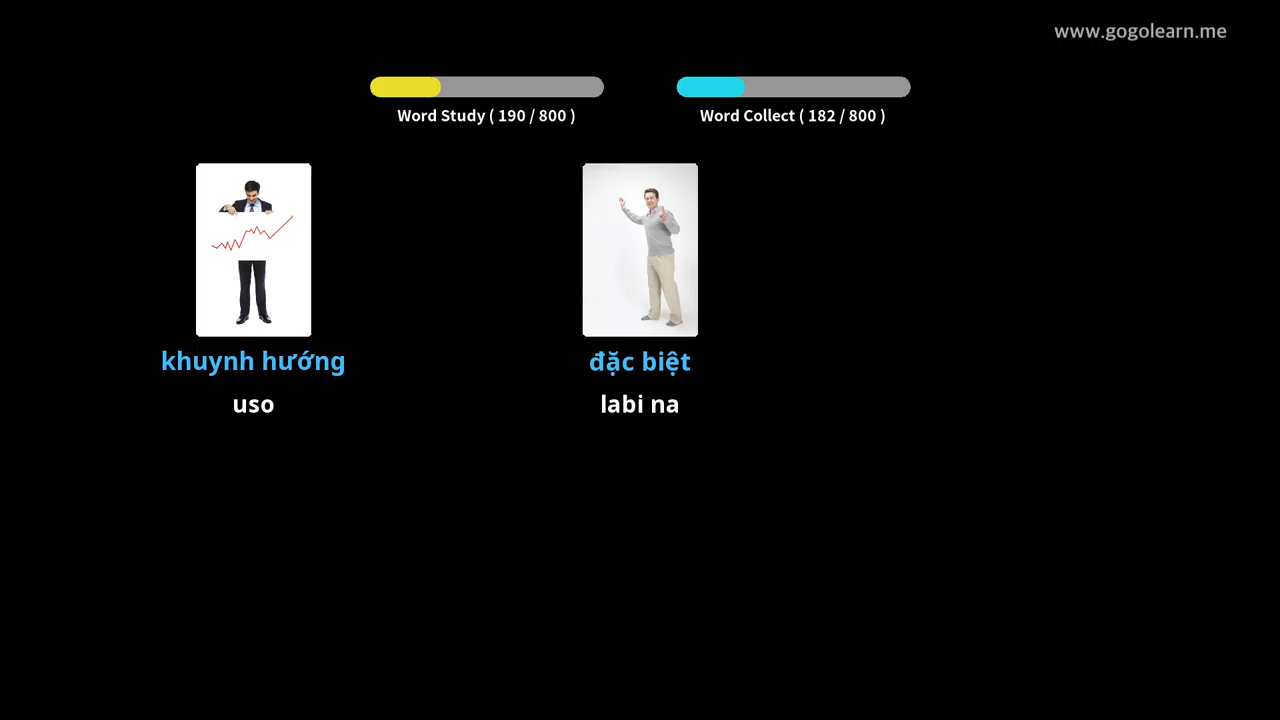 www.gogolearn.me
Word Study ( 190 / 800 )
Word Collect ( 182 / 800 )
khuynh hướng
đặc biệt
uso
labi na